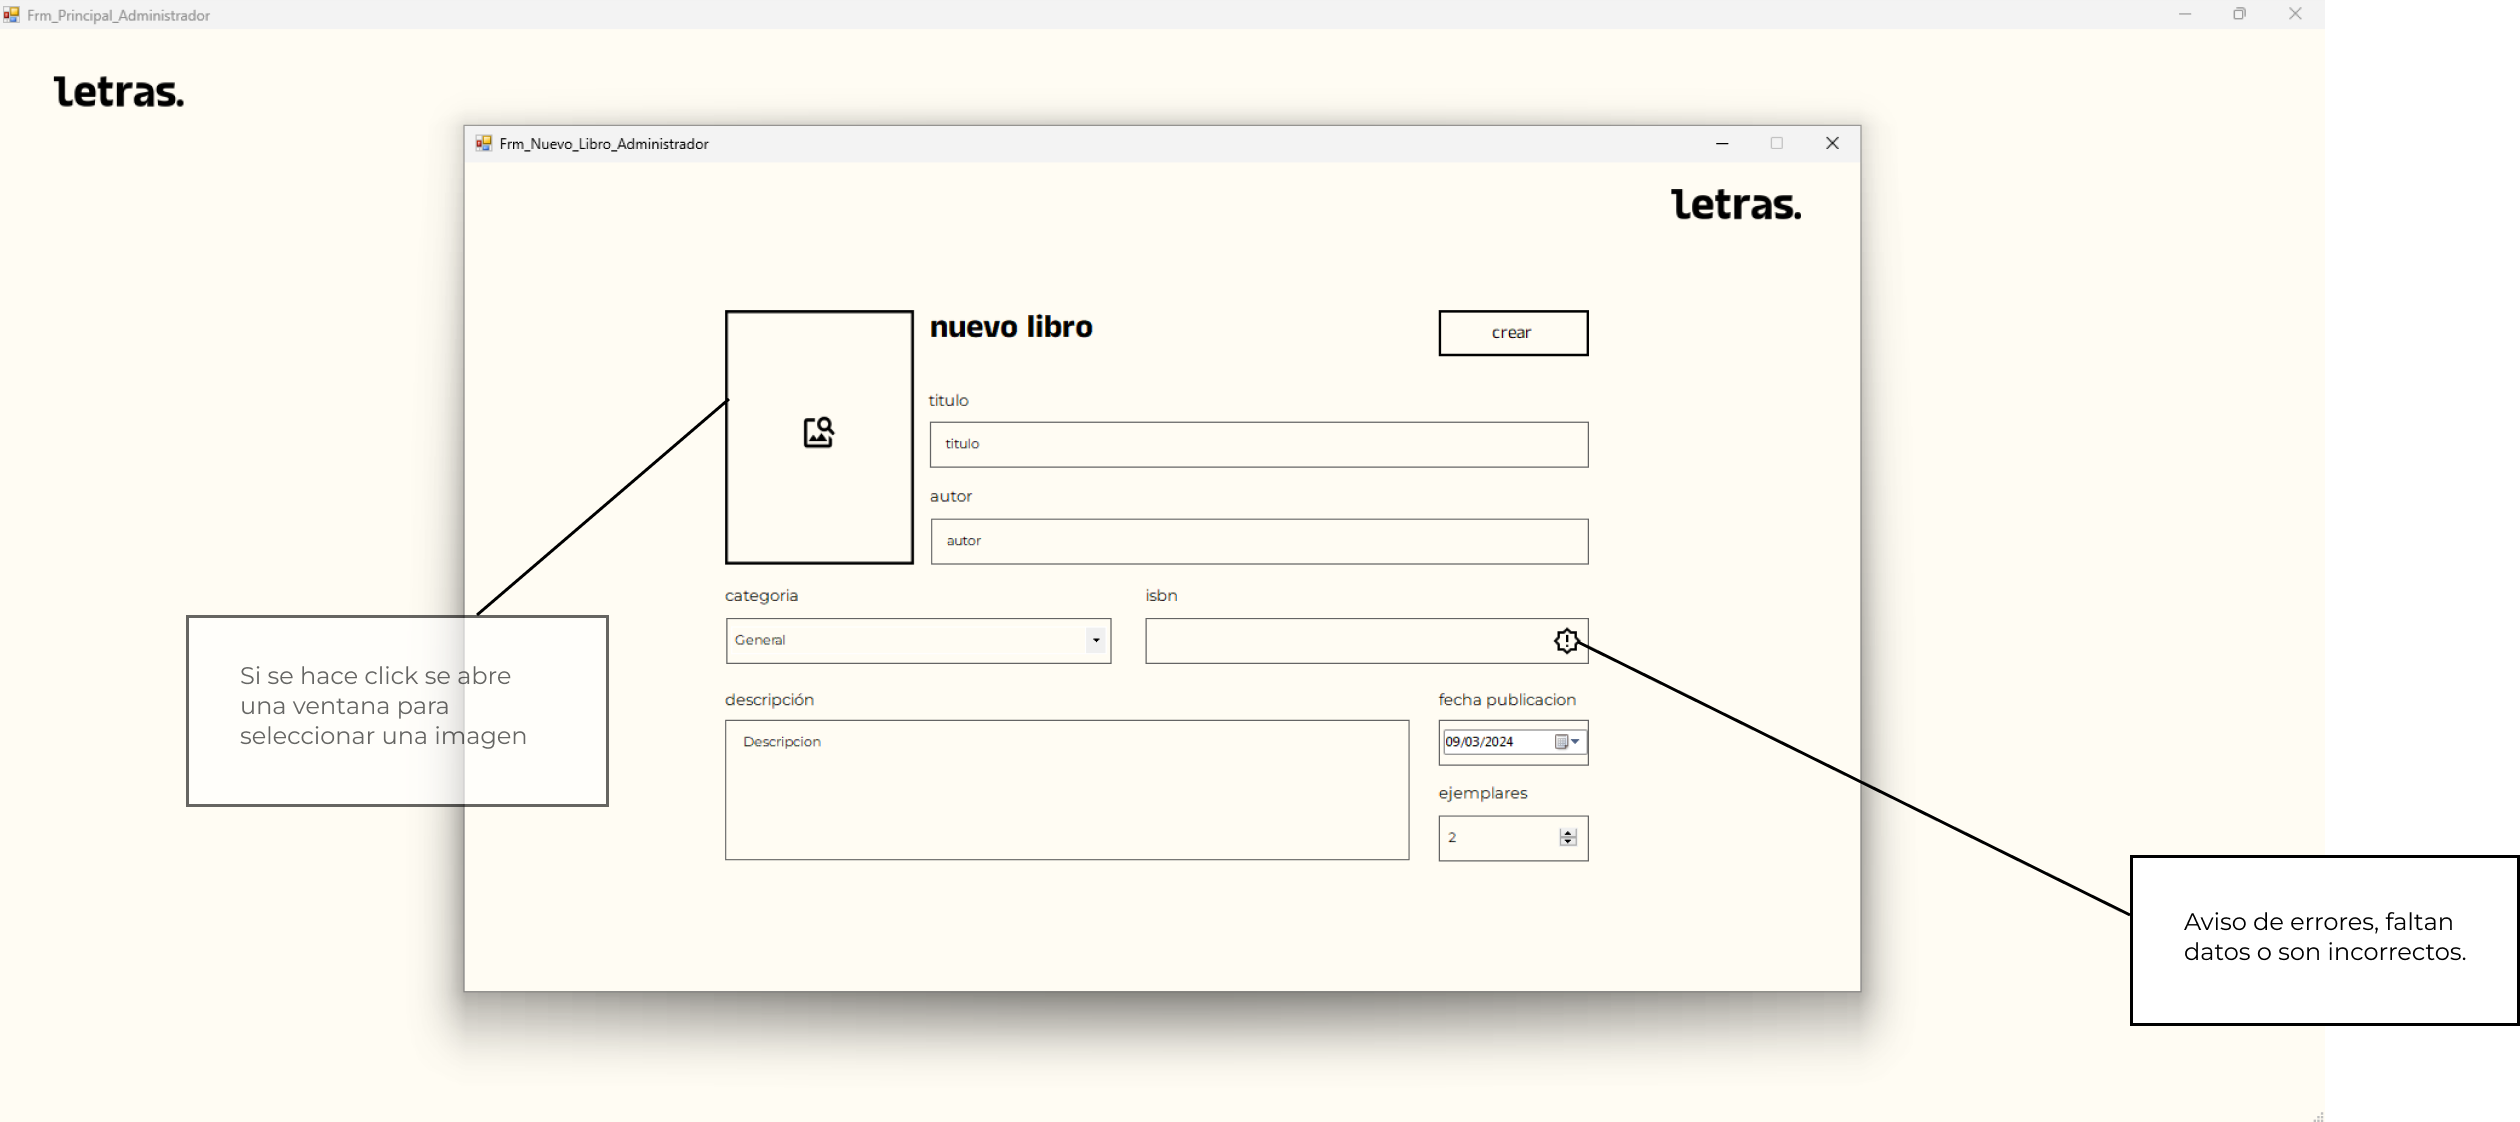 Frm_Principal_Administrador
letras.
Frm_Nuevo_Libro_Administrador
letras.
nuevo libro
crear
titulo
titulo
autor
autor
categoria
isbn
General
Si se hace click se abre
una ventana para
seleccionar una imagen
descripción
fecha publicacion
Descripcion
09/03/2024
ejemplares
2
Aviso de errores, faltan
datos o son incorrectos.